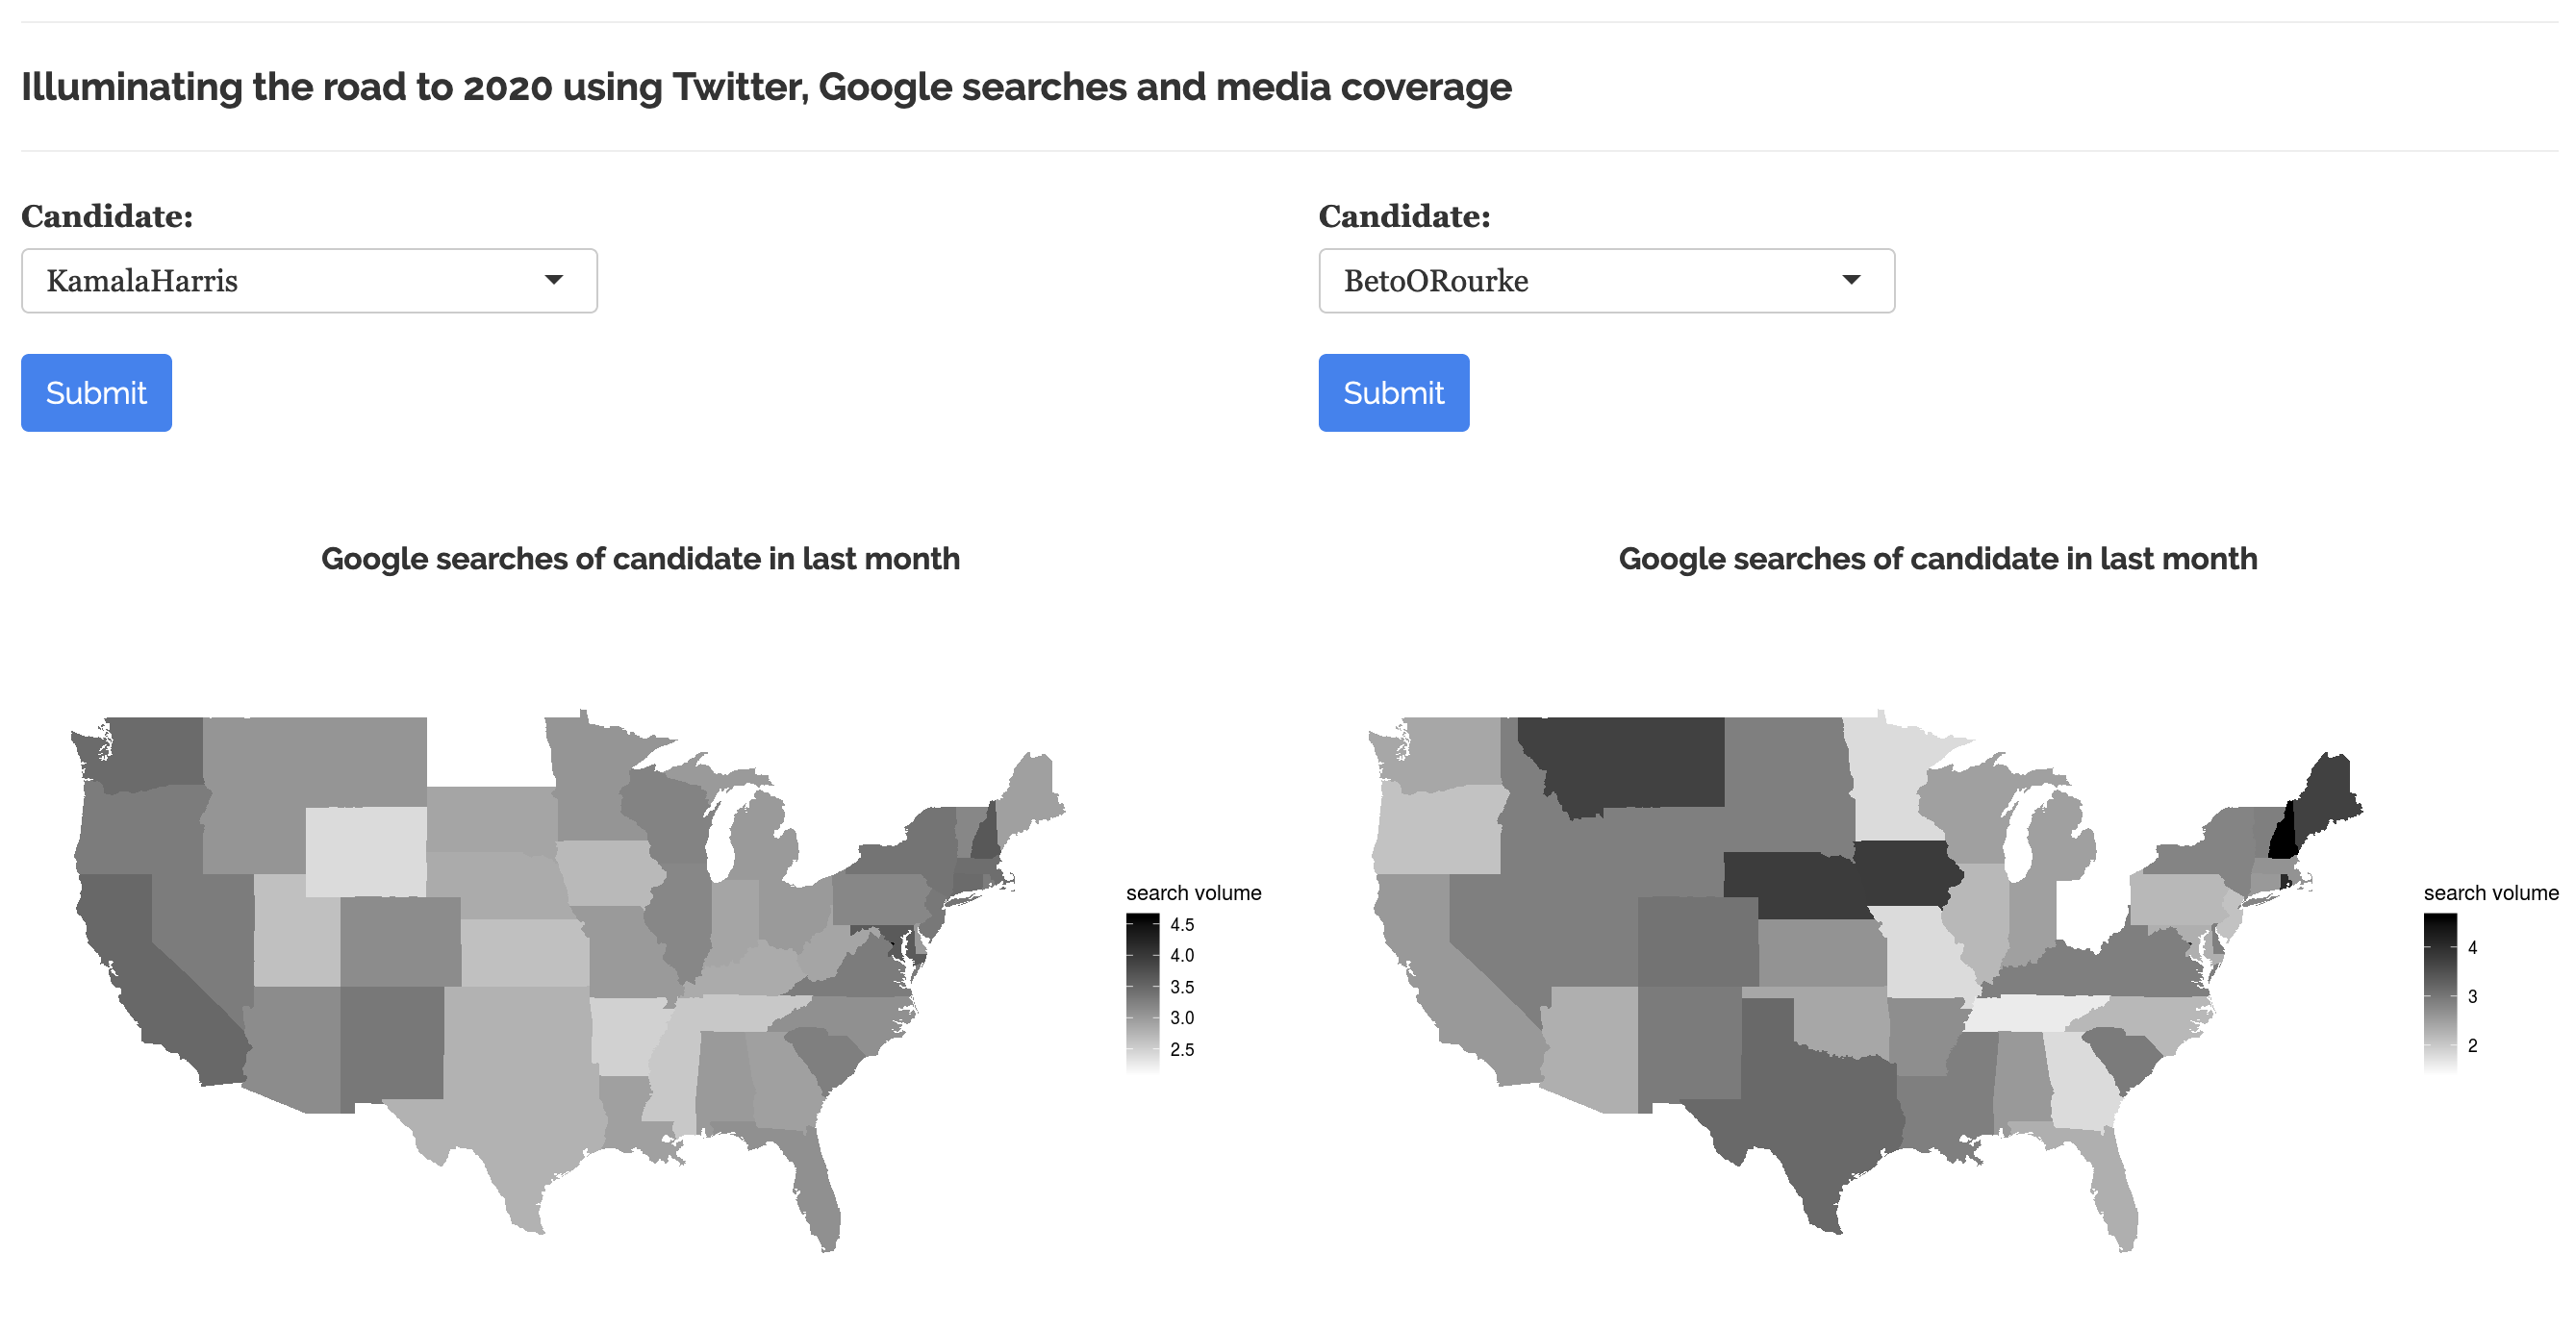 Illuminating the road to 2020 using Twitter, Google searches and media coverage
Candidate:
KamalaHarris
Submit
Google searches of candidate in last month
search volume
4.5
4.0
3.5
3.0
2.5
Candidate:
BetoORourke
Submit
Google searches of candidate in last month
search volume
4
3
2